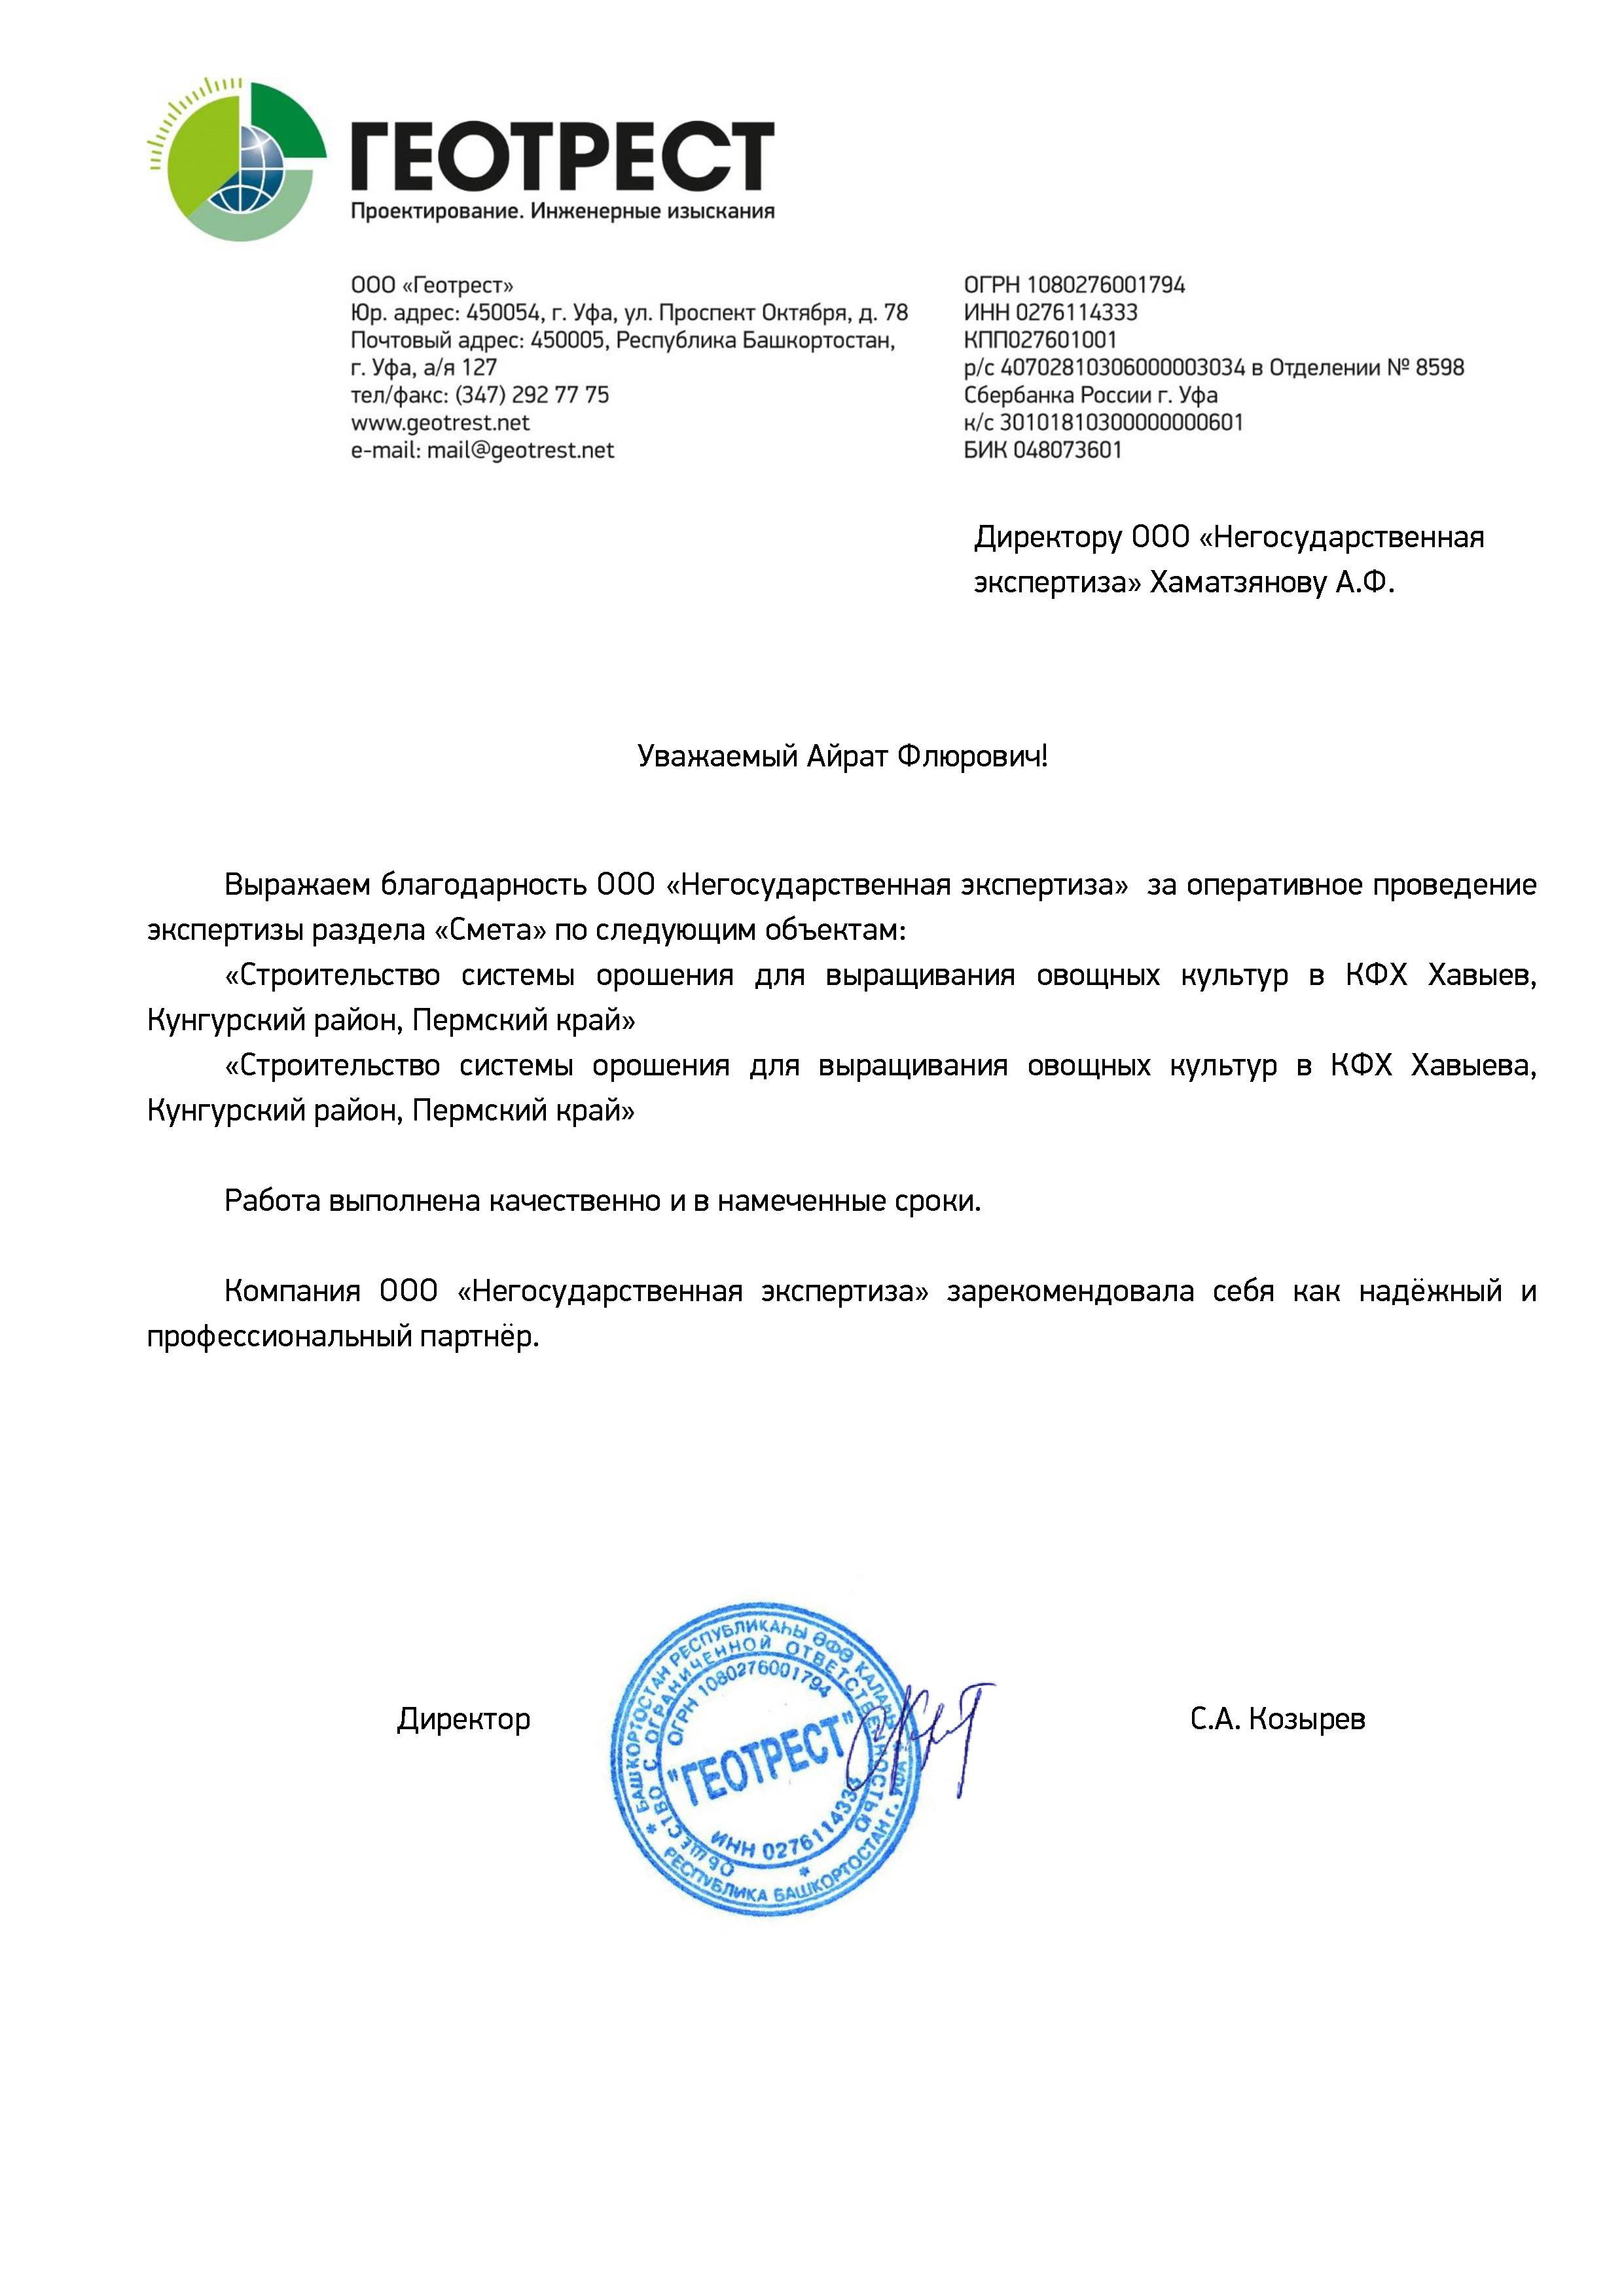 ГЕОТРЕСТ
Проектирование. Инженерные изыскания
ООО «Геотрест»
Юр. адрес: 450054, г. Уфа, ул. Проспект Октября, д. 78
Почтовый адрес: 450005, Республика Башкортостан,
г. Уфа, а/я 127
тел/факс: (347) 292 77 75
www.geotrest.net
e-mail: mail@geotrest.net
ОГРН 1080276001794
ИНН 0276114333
КПП027601001
р/с 40702810306000003034 в Отделении № 8598
Сбербанка России г. Уфа
к/с 30101810300000000601
БИК 048073601
Директору ООО «Негосударственная
экспертиза» Хаматзянову А.Ф.
Уважаемый Айрат Флюрович!
Выражаем благодарность ООО «Негосударственная экспертиза» за оперативное проведение
экспертизы раздела «Смета» по следующим объектам:
«Строительство системы орошения для выращивания овощных культур в КФХ Хавыев,
Кунгурский район, Пермский край»
«Строительство системы орошения для выращивания овощных культур в КФХ Хавыева,
Кунгурский район, Пермский край»
Работа выполнена качественно и в намеченные сроки.
Компания ООО «Негосударственная экспертиза» зарекомендовала себя как надёжный и
профессиональный партнёр.
Директор
С.А. Козырев
* БАШКОРТОСТАН РЕСПУБЛИКАҺЫ ӨФӨ КАЛАҺЫ
РЕСПУБЛИКА БАШКОРТОСТАН г. УФА
ОБЩЕСТВО С ОГРАНИЧЕННОЙ ОТВЕТСТВЕННОСТЬЮ
*
ОГРН 1080276001794
"ГЕОТРЕСТ"
ИНН 0276114333